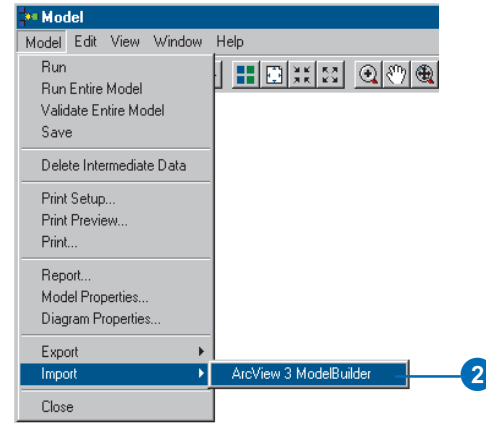 Model
Model Edit View Window Help
Run
Run Entire Model
Validate Entire Model
Save
Delete Intermediate Data
Print Setup...
Print Preview...
Print...
Report...
Model Properties...
Diagram Properties...
Export
Import
ArcView 3 ModelBuilder
2
Close